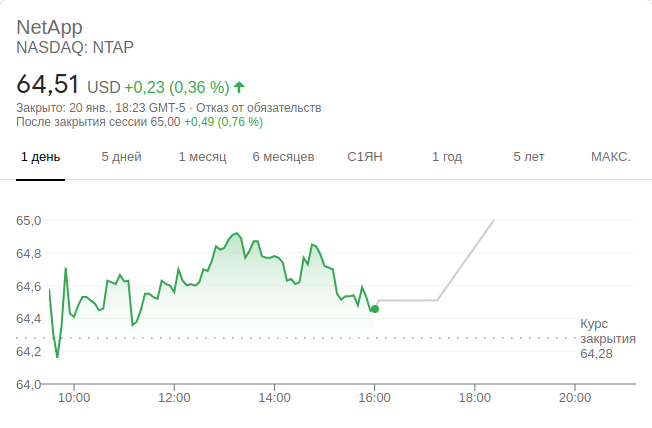 NetApp
NASDAQ: NTAP
64,51 USD +0,23 (0,36 %)
Закрыто: 20 янв., 18:23 GMT-5 · Отказ от обязательств
После закрытия сессии 65,00 +0,49 (0,76 %)
1 день 5 дней 1 месяц 6 месяцев С1ЯН 1 год 5 лет МАКС.
65,0
64,8
64,6
64,4
Курс
закрытия
64,28
64,2
64,0
10:00 12:00 14:00 16:00 18:00 20:00